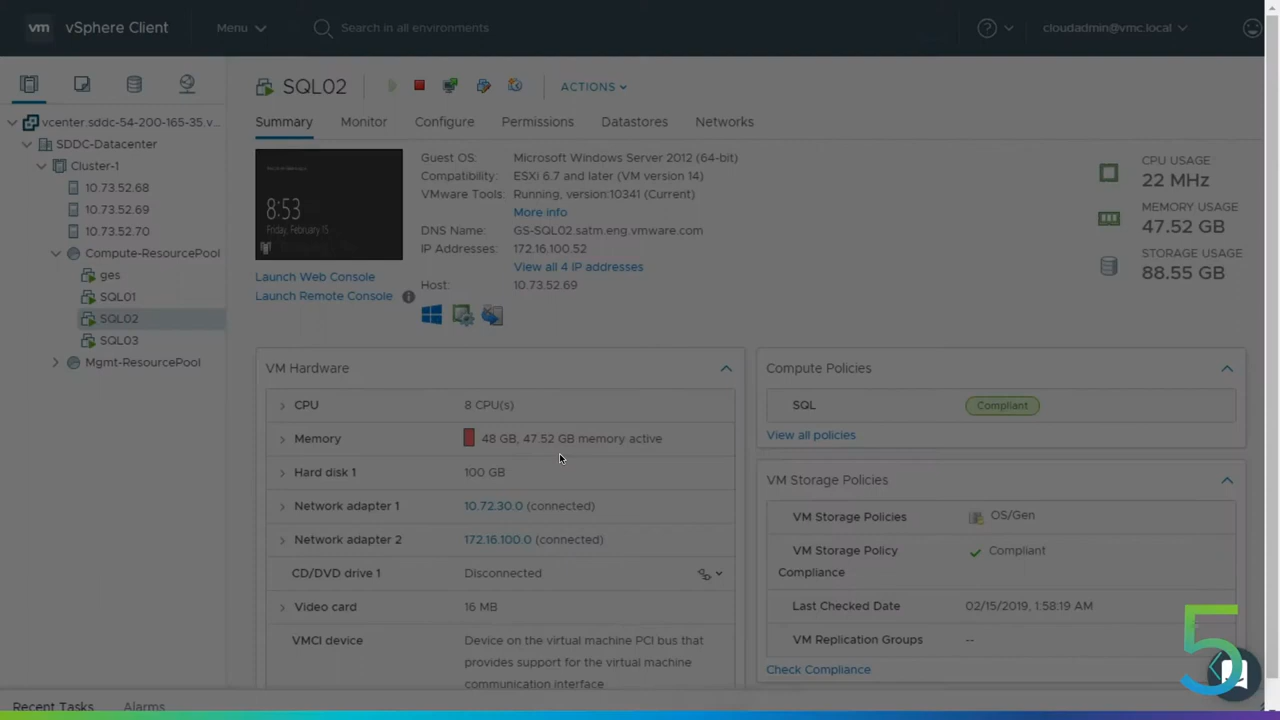 vm vSphere Client Menu Search in all environments cloudadmin@vmc.local
SQL02 ACTIONS
vcenter.sddc-54-200-165-35.v...
SDDC-Datacenter
Cluster-1
10.73.52.68
10.73.52.69
10.73.52.70
Compute-ResourcePool
ges
SQL01
SQL02
SQL03
Mgmt-ResourcePool
Summary Monitor Configure Permissions Datastores Networks
8:53
Friday, February 15
Launch Web Console
Launch Remote Console
Guest OS: Microsoft Windows Server 2012 (64-bit)
Compatibility: ESXi 6.7 and later (VM version 14)
VMware Tools: Running, version:10341 (Current)
More info
DNS Name: GS-SQL02.satm.eng.vmware.com
IP Addresses: 172.16.100.52
View all 4 IP addresses
Host: 10.73.52.69
CPU USAGE
22 MHz
MEMORY USAGE
47.52 GB
STORAGE USAGE
88.55 GB
VM Hardware
CPU 8 CPU(s)
Memory 48 GB, 47.52 GB memory active
Hard disk 1 100 GB
Network adapter 1 10.72.30.0 (connected)
Network adapter 2 172.16.100.0 (connected)
CD/DVD drive 1 Disconnected
Video card 16 MB
VMCI device Device on the virtual machine PCI bus that
provides support for the virtual machine
communication interface
Compute Policies
SQL Compliant
View all policies
VM Storage Policies
VM Storage Policies OS/Gen
VM Storage Policy Compliant
Compliance
Last Checked Date 02/15/2019, 1:58:19 AM
VM Replication Groups --
Check Compliance
5
Recent Tasks Alarms